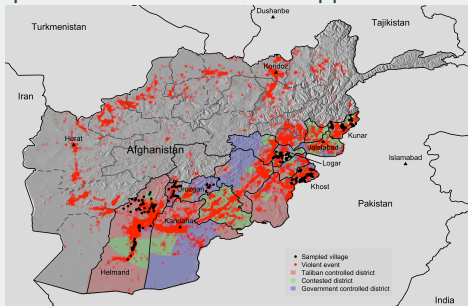 Dushanbe
Turkmenistan
Tajikistan
Kondoz
Iran
Herat
Kunar
Jalalabad
Afghanistan
Logar
Islamabad
Khost
Orozgan
Pakistan
Kandahar
Helmand
Sampled village
Violent event
Taliban controlled district
Contested district
Government controlled district
India